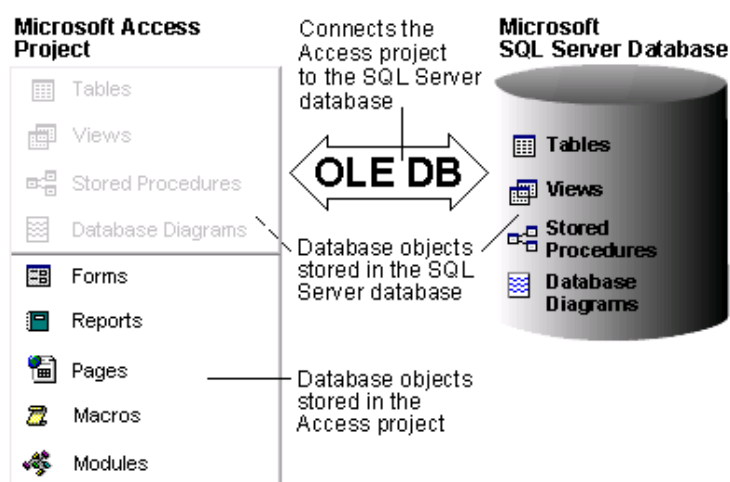 Microsoft Access
Project
Tables
Views
Stored Procedures
Database Diagrams
Forms
Reports
Pages
Macros
Modules
Connects the
Access project
to the SQL Server
database
OLE DB
Database objects
stored in the SQL
Server database
Database objects
stored in the
Access project
Microsoft
SQL Server Database
Tables
Views
Stored
Procedures
Database
Diagrams